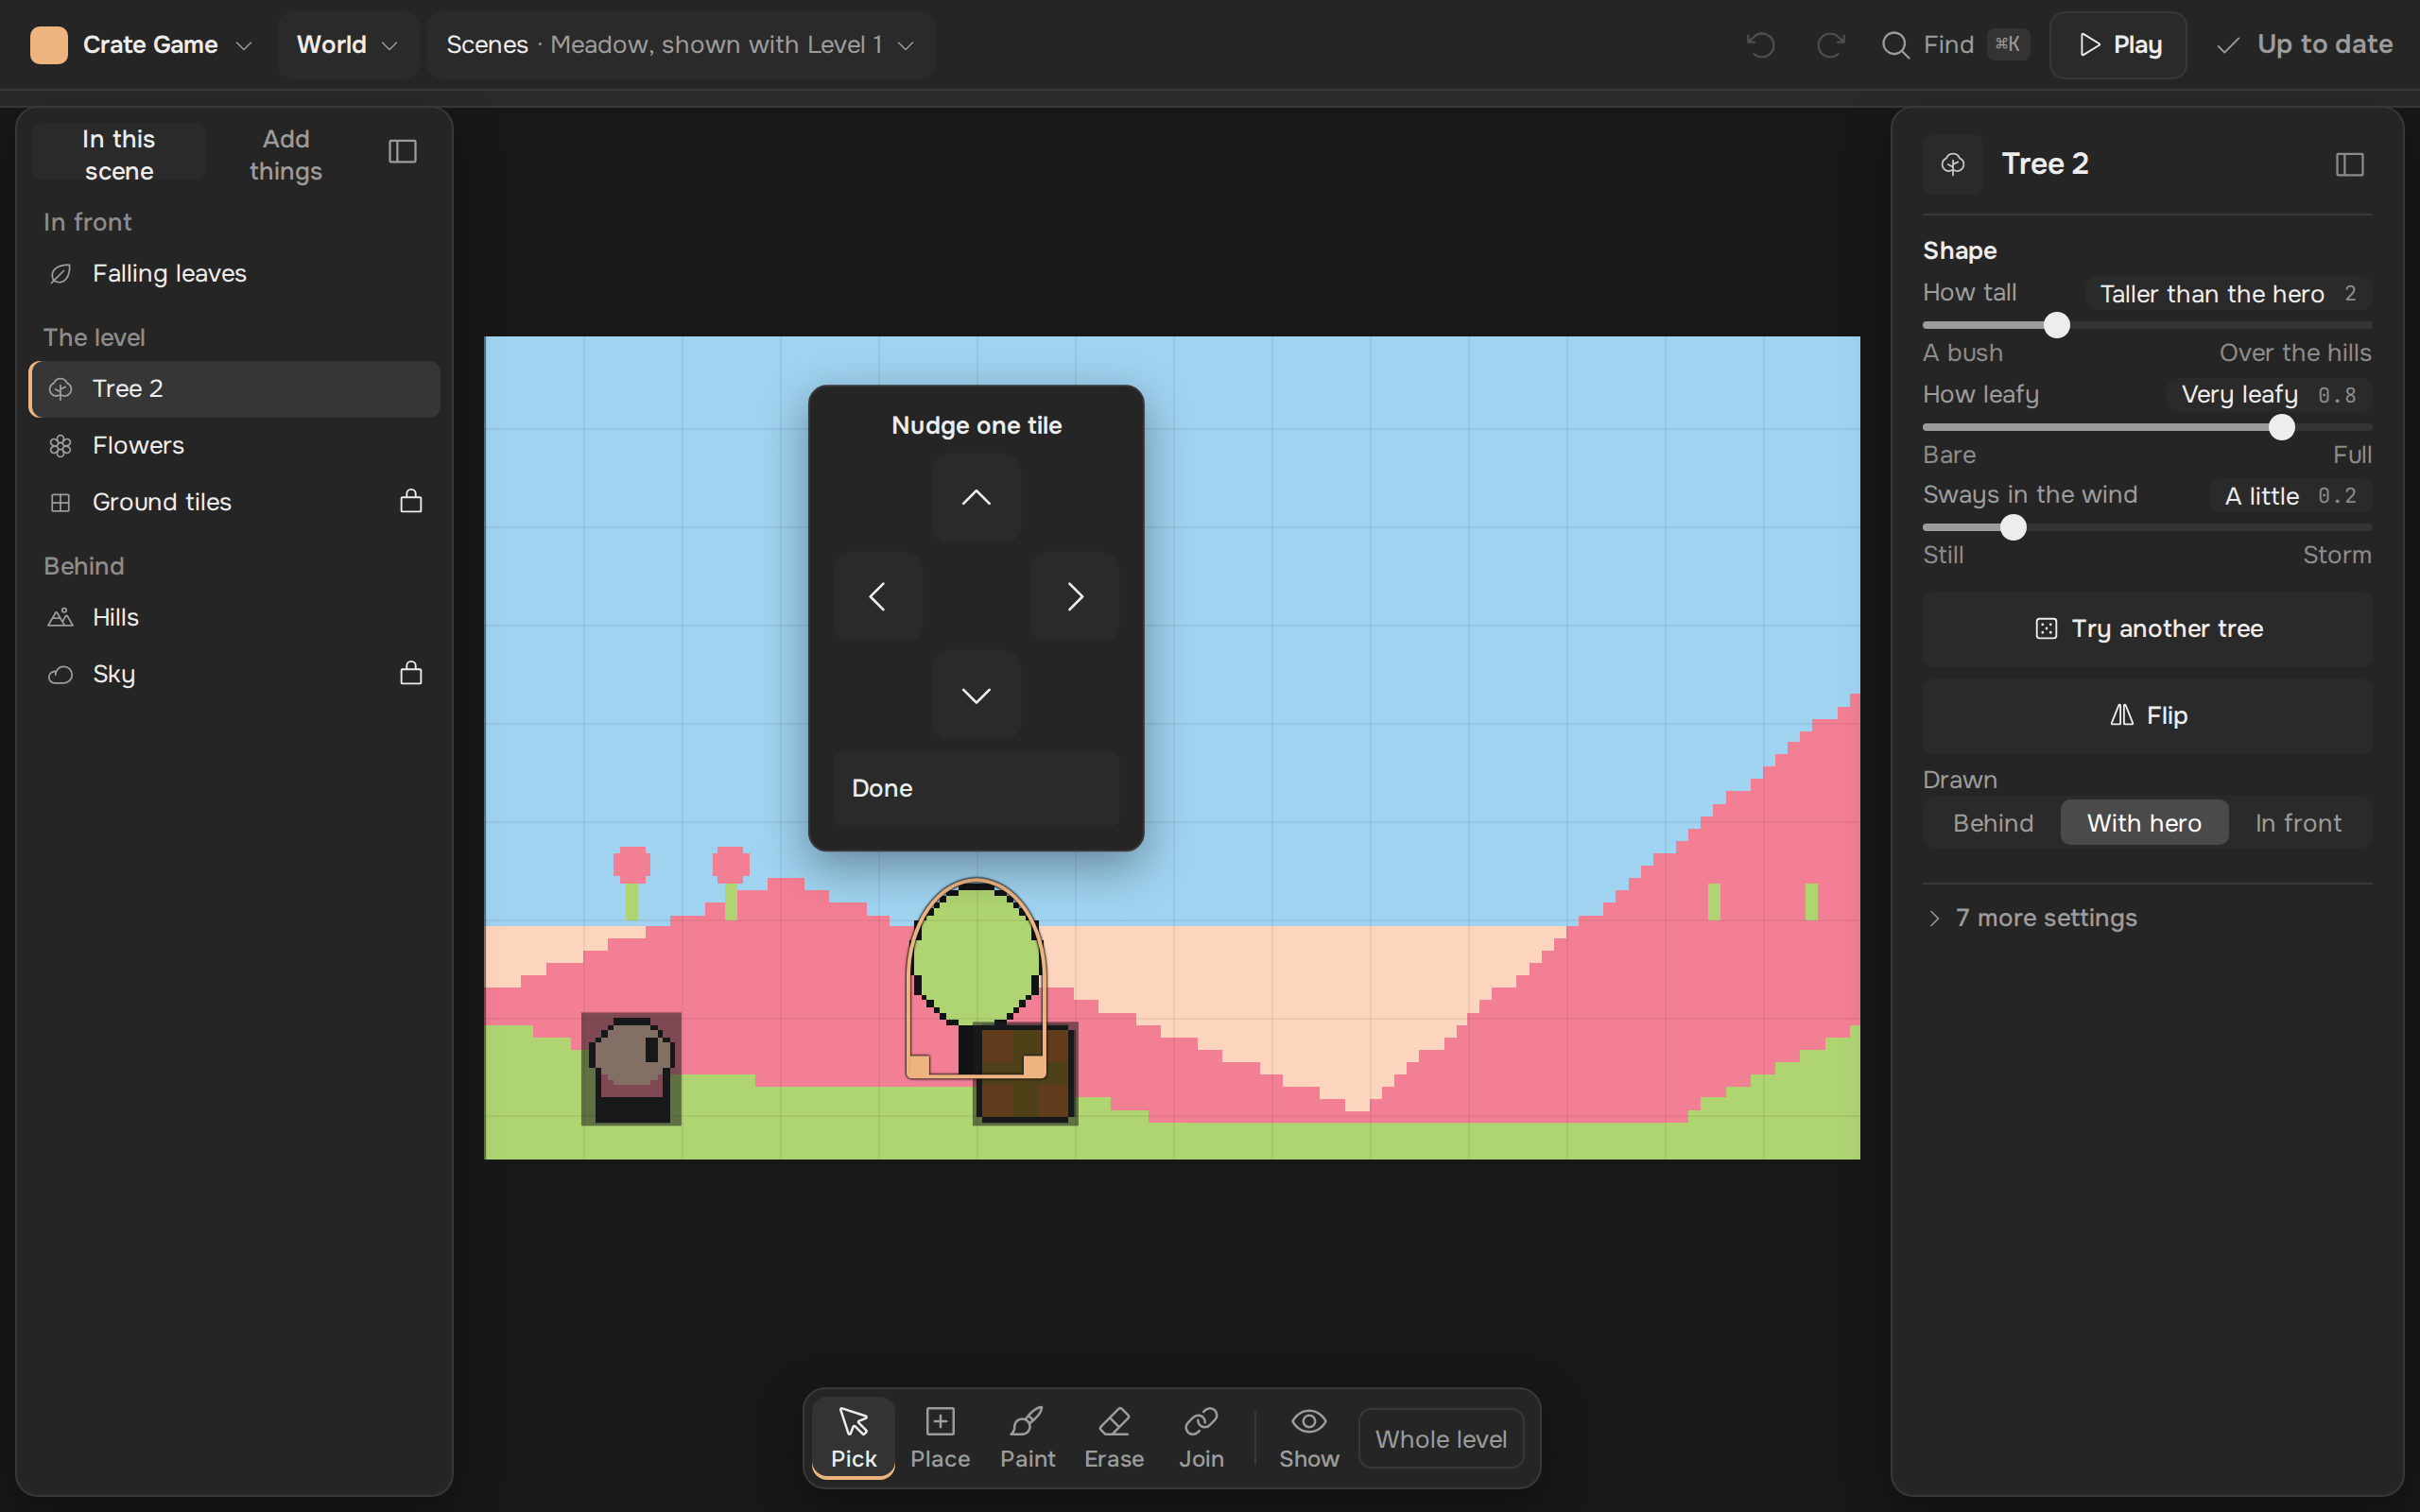 Crate Game
World
Scenes · Meadow, shown with Level 1
Find ⌘K
Play
Up to date
In this scene
Add things
In front
Falling leaves
The level
Tree 2
Flowers
Ground tiles
Behind
Hills
Sky
Nudge one tile
Done
Pick
Place
Paint
Erase
Join
Show
Whole level
Tree 2
Shape
How tall
Taller than the hero 2
A bush
Over the hills
How leafy
Very leafy 0.8
Bare
Full
Sways in the wind
A little 0.2
Still
Storm
Try another tree
Flip
Drawn
Behind
With hero
In front
7 more settings